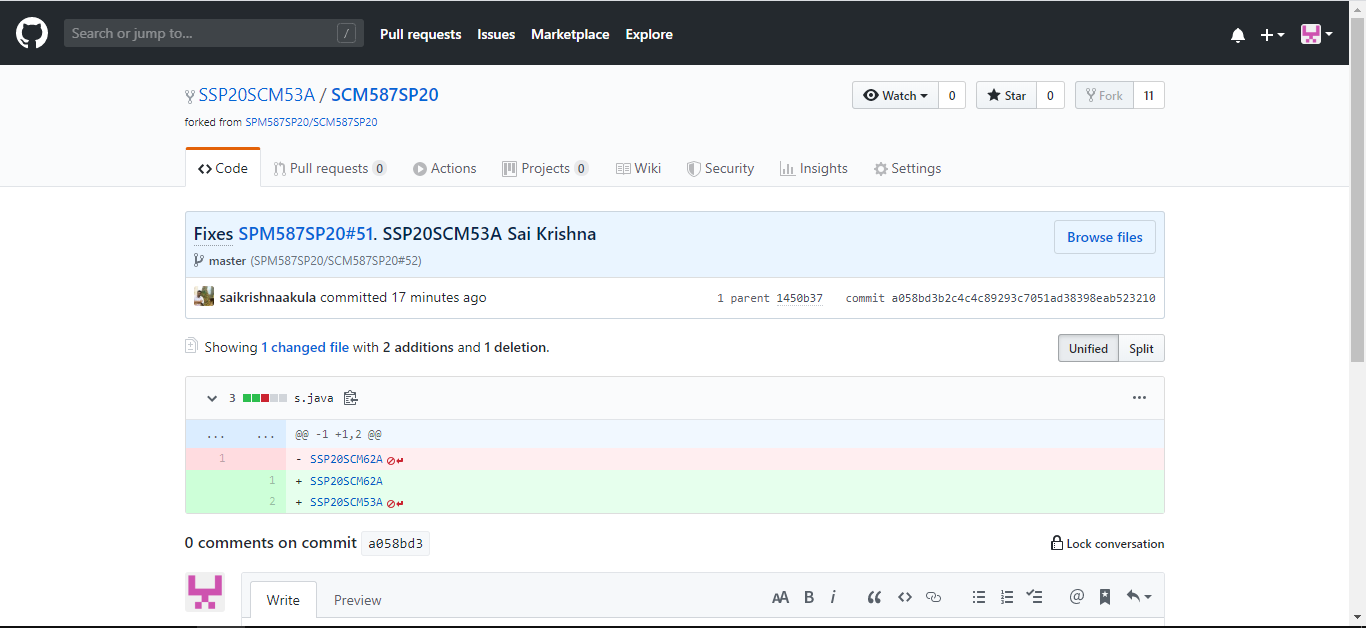 Search or jump to... / Pull requests Issues Marketplace Explore
SSP20SCM53A / SCM587SP20 Watch 0 Star 0 Fork 11
forked from SPM587SP20/SCM587SP20
Code Pull requests 0 Actions Projects 0 Wiki Security Insights Settings
Fixes SPM587SP20#51. SSP20SCM53A Sai Krishna Browse files
master (SPM587SP20/SCM587SP20#52)
saikrishnaakula committed 17 minutes ago 1 parent 1450b37 commit a058bd3b2c4c4c89293c7051ad38398eab523210
Showing 1 changed file with 2 additions and 1 deletion. Unified Split
3 s.java ...
... ... @@ -1 +1,2 @@
1 - SSP20SCM62A
1 + SSP20SCM62A
2 + SSP20SCM53A
0 comments on commit a058bd3 Lock conversation
Write Preview AA B i “ <> @